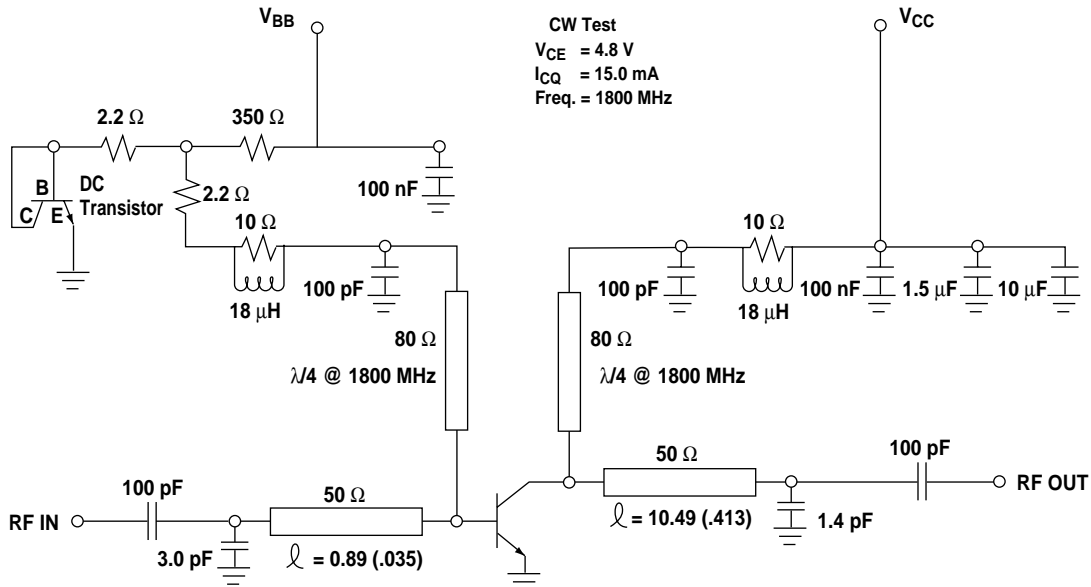 V_BB
CW Test
V_CE = 4.8 V
I_CQ = 15.0 mA
Freq. = 1800 MHz
V_CC
2.2 Ω
350 Ω
B
C
E
DC
Transistor
2.2 Ω
100 nF
10 Ω
18 μH
100 pF
80 Ω
λ/4 @ 1800 MHz
100 pF
10 Ω
18 μH
100 nF
1.5 μF
10 μF
80 Ω
λ/4 @ 1800 MHz
RF IN
100 pF
3.0 pF
50 Ω
ℓ = 0.89 (.035)
50 Ω
ℓ = 10.49 (.413)
1.4 pF
100 pF
RF OUT